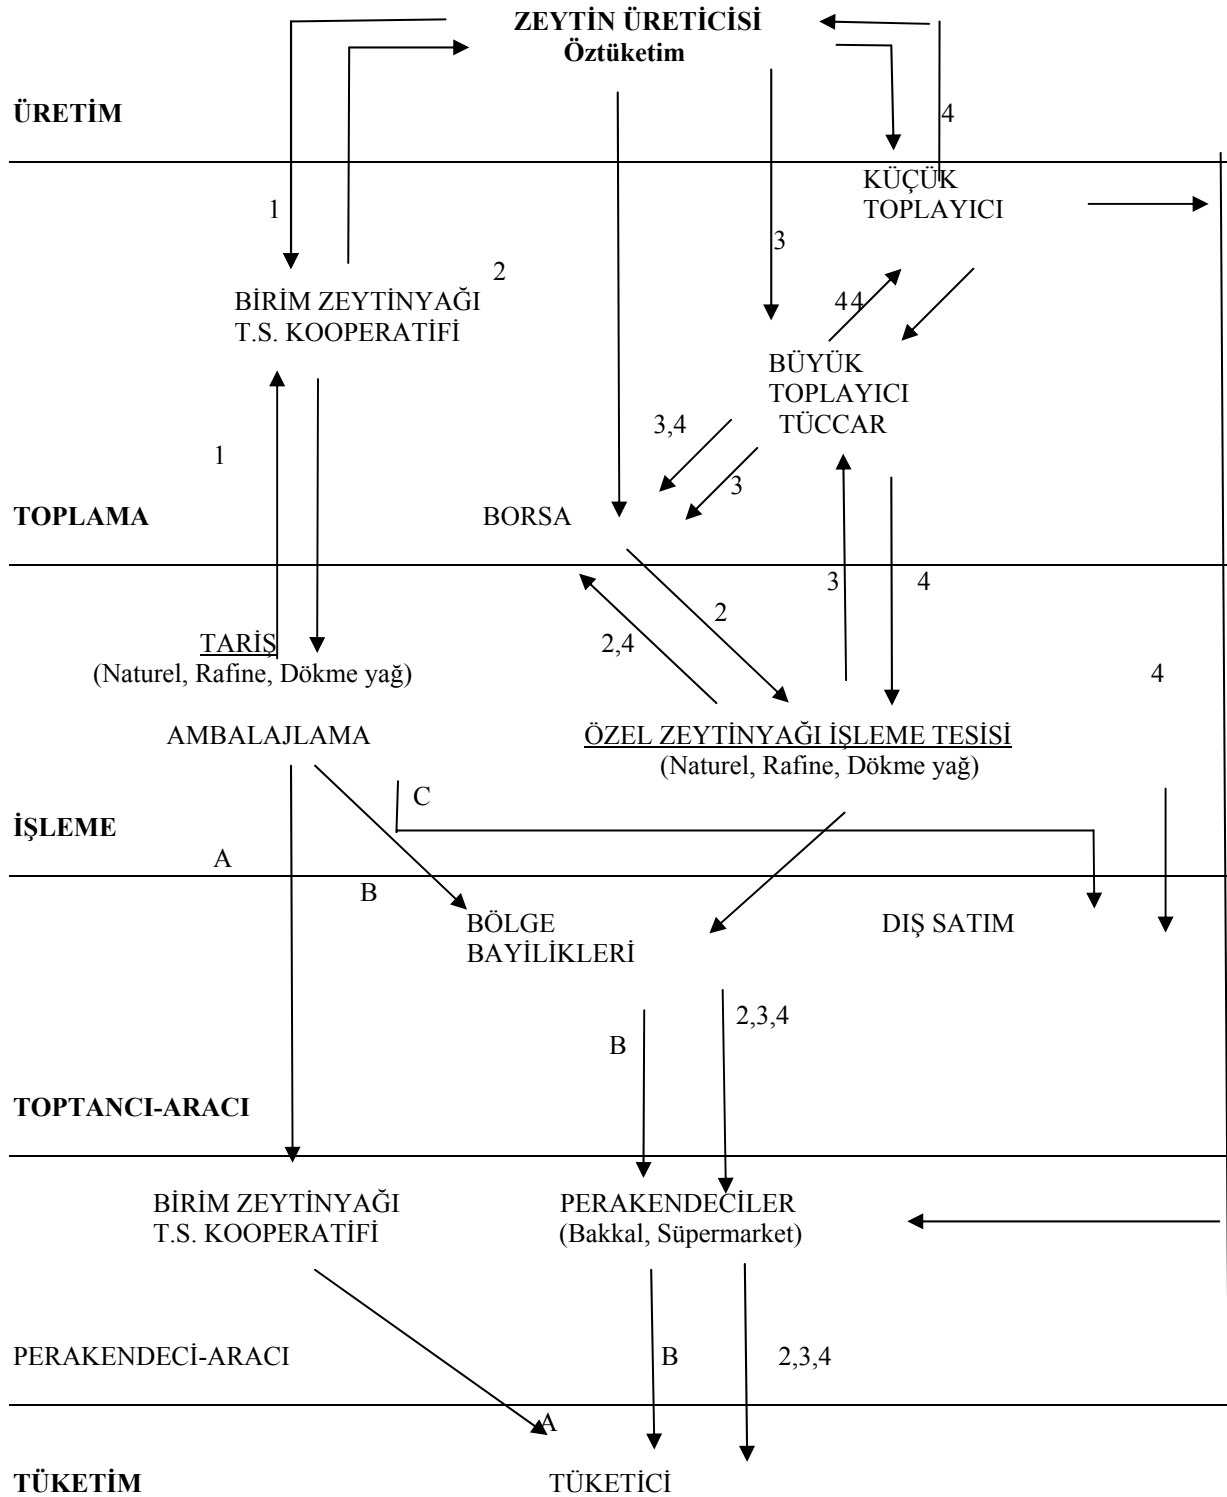 ZEYTİN ÜRETİCİSİ
Öztüketim
ÜRETİM
4
KÜÇÜK
TOPLAYICI
1
3
2
BİRİM ZEYTİNYAĞI
T.S. KOOPERATİFİ
44
BÜYÜK
TOPLAYICI
TÜCCAR
3,4
1
3
TOPLAMA
BORSA
3
4
2
2,4
TARİŞ
(Naturel, Rafine, Dökme yağ)
4
AMBALAJLAMA
ÖZEL ZEYTİNYAĞI İŞLEME TESİSİ
(Naturel, Rafine, Dökme yağ)
C
İŞLEME
A
B
BÖLGE
BAYİLİKLERİ
DIŞ SATIM
2,3,4
B
TOPTANCI-ARACI
BİRİM ZEYTİNYAĞI
T.S. KOOPERATİFİ
PERAKENDECİLER
(Bakkal, Süpermarket)
PERAKENDECİ-ARACI
B
2,3,4
A
TÜKETİM
TÜKETİCİ